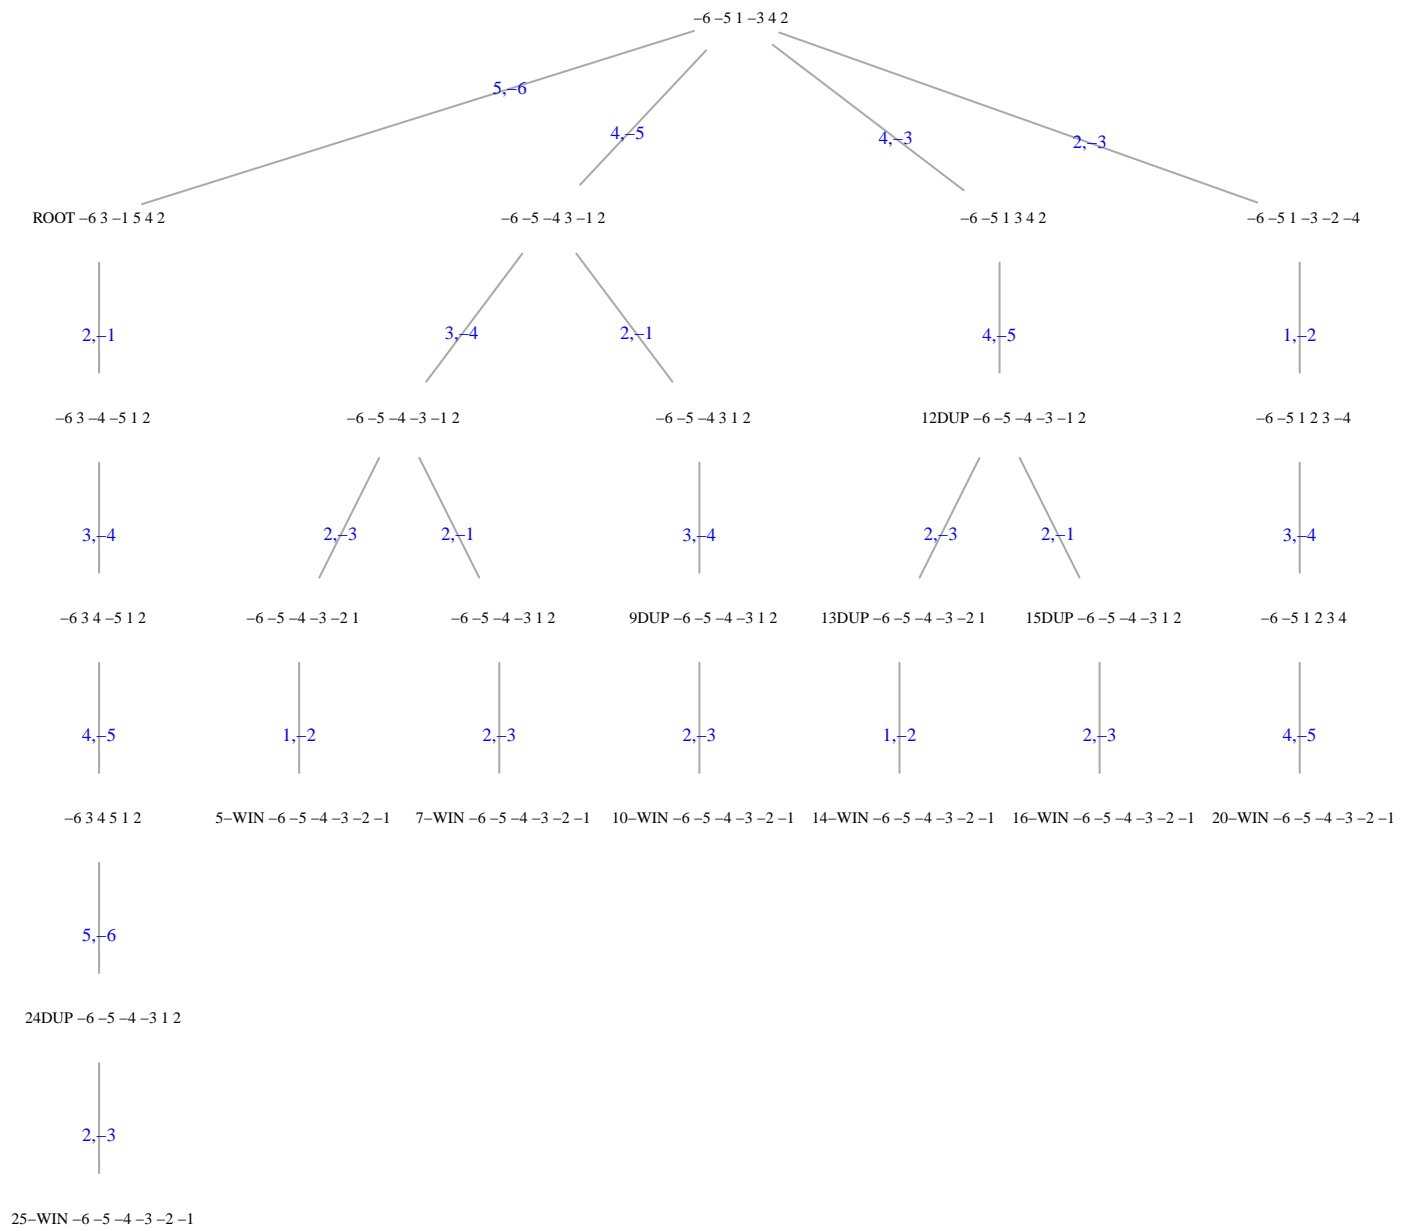 −6 −5 1 −3 4 2
5,−6
4,−5
4,−3
2,−3
ROOT −6 3 −1 5 4 2
−6 −5 −4 3 −1 2
−6 −5 1 3 4 2
−6 −5 1 −3 −2 −4
2,−1
3,−4
2,−1
4,−5
1,−2
−6 3 −4 −5 1 2
−6 −5 −4 −3 −1 2
−6 −5 −4 3 1 2
12DUP −6 −5 −4 −3 −1 2
−6 −5 1 2 3 −4
3,−4
2,−3
2,−1
3,−4
2,−3
2,−1
3,−4
−6 3 4 −5 1 2
−6 −5 −4 −3 −2 1
−6 −5 −4 −3 1 2
9DUP −6 −5 −4 −3 1 2
13DUP −6 −5 −4 −3 −2 1
15DUP −6 −5 −4 −3 1 2
−6 −5 1 2 3 4
4,−5
1,−2
2,−3
2,−3
1,−2
2,−3
4,−5
−6 3 4 5 1 2
5−WIN −6 −5 −4 −3 −2 −1
7−WIN −6 −5 −4 −3 −2 −1
10−WIN −6 −5 −4 −3 −2 −1
14−WIN −6 −5 −4 −3 −2 −1
16−WIN −6 −5 −4 −3 −2 −1
20−WIN −6 −5 −4 −3 −2 −1
5,−6
24DUP −6 −5 −4 −3 1 2
2,−3
25−WIN −6 −5 −4 −3 −2 −1